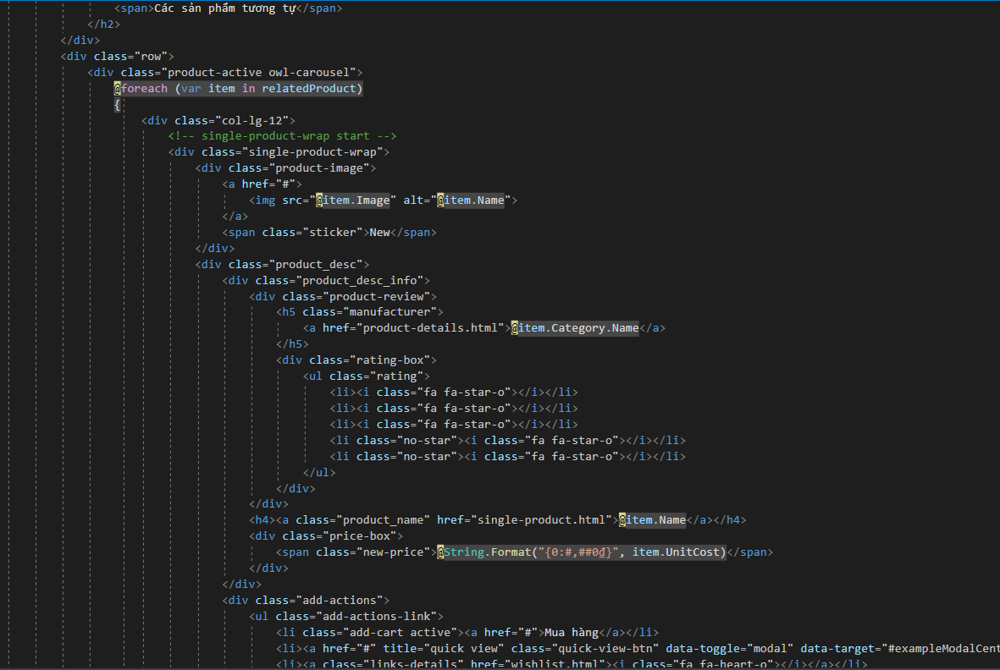 <span>Các sản phẩm tương tự</span>
</h2>
</div>
<div class="row">
<div class="product-active owl-carousel">
@foreach (var item in relatedProduct)
{
<div class="col-lg-12">
<!-- single-product-wrap start -->
<div class="single-product-wrap">
<div class="product-image">
<a href="#">
<img src="@item.Image" alt="@item.Name">
</a>
<span class="sticker">New</span>
</div>
<div class="product_desc">
<div class="product_desc_info">
<div class="product-review">
<h5 class="manufacturer">
<a href="product-details.html">@item.Category.Name</a>
</h5>
<div class="rating-box">
<ul class="rating">
<li><i class="fa fa-star-o"></i></li>
<li><i class="fa fa-star-o"></i></li>
<li><i class="fa fa-star-o"></i></li>
<li class="no-star"><i class="fa fa-star-o"></i></li>
<li class="no-star"><i class="fa fa-star-o"></i></li>
</ul>
</div>
</div>
<h4><a class="product_name" href="single-product.html">@item.Name</a></h4>
<div class="price-box">
<span class="new-price">@String.Format("{0:#,##0₫}", item.UnitCost)</span>
</div>
</div>
<div class="add-actions">
<ul class="add-actions-link">
<li class="add-cart active"><a href="#">Mua hàng</a></li>
<li><a href="#" title="quick view" class="quick-view-btn" data-toggle="modal" data-target="#exampleModalCent
<li><a class="links-details" href="wishlist.html"><i class="fa fa-heart-o"></i></a></li>